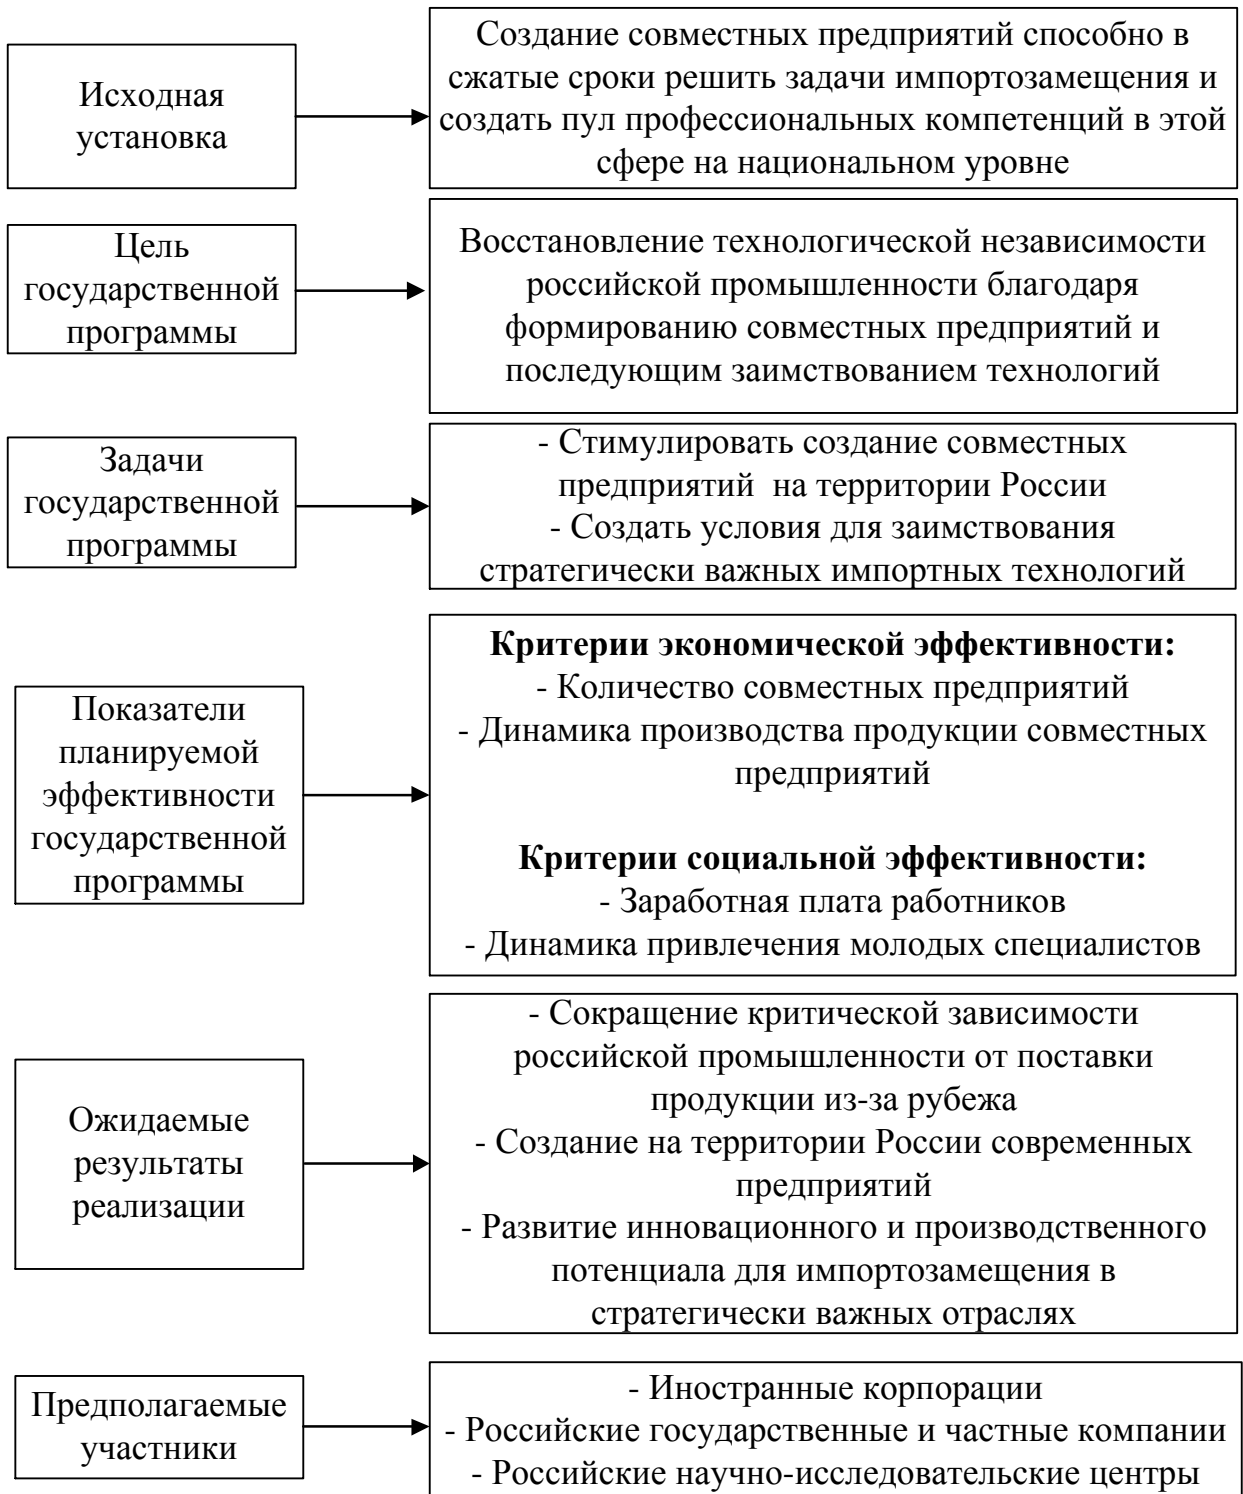 Исходная
установка
Создание совместных предприятий способно в
сжатые сроки решить задачи импортозамещения и
создать пул профессиональных компетенций в этой
сфере на национальном уровне
Цель
государственной
программы
Восстановление технологической независимости
российской промышленности благодаря
формированию совместных предприятий и
последующим заимствованием технологий
Задачи
государственной
программы
- Стимулировать создание совместных
предприятий на территории России
- Создать условия для заимствования
стратегически важных импортных технологий
Показатели
планируемой
эффективности
государственной
программы
Критерии экономической эффективности:
- Количество совместных предприятий
- Динамика производства продукции совместных
предприятий
Критерии социальной эффективности:
- Заработная плата работников
- Динамика привлечения молодых специалистов
Ожидаемые
результаты
реализации
- Сокращение критической зависимости
российской промышленности от поставки
продукции из-за рубежа
- Создание на территории России современных
предприятий
- Развитие инновационного и производственного
потенциала для импортозамещения в
стратегически важных отраслях
Предполагаемые
участники
- Иностранные корпорации
- Российские государственные и частные компании
- Российские научно-исследовательские центры